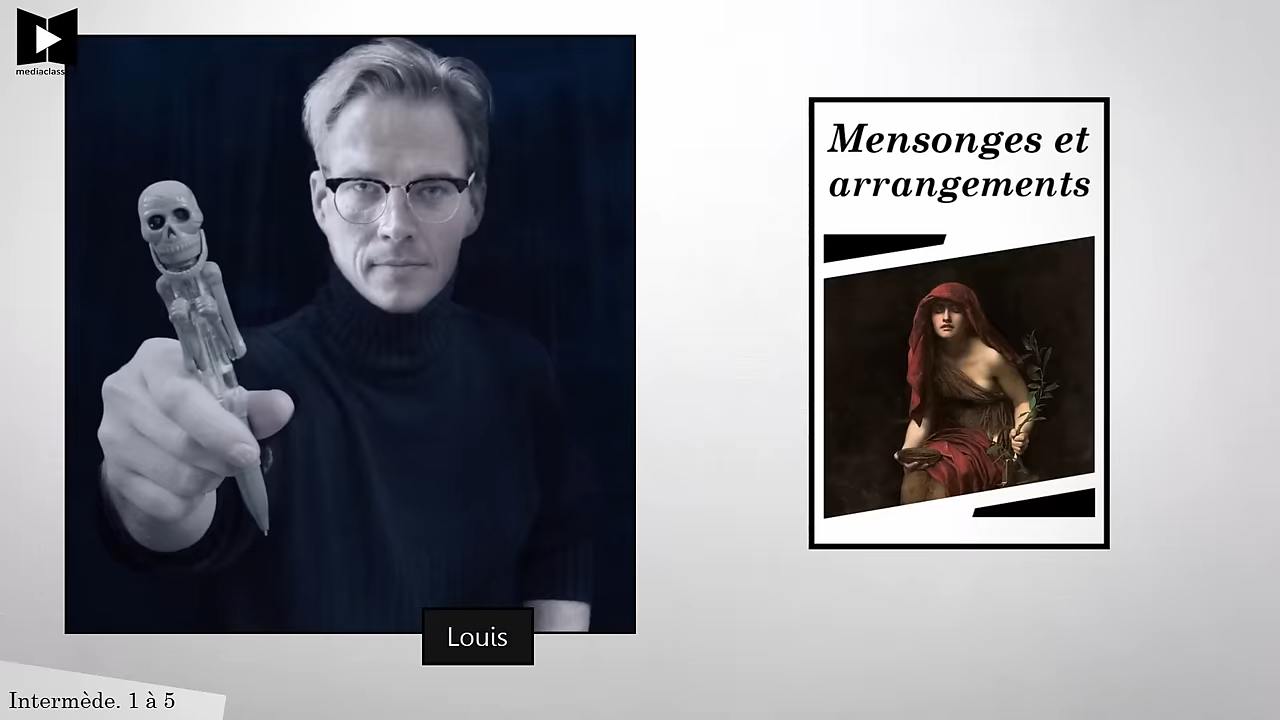 mediaclass
Mensonges et
arrangements
Louis
Intermède. 1 à 5